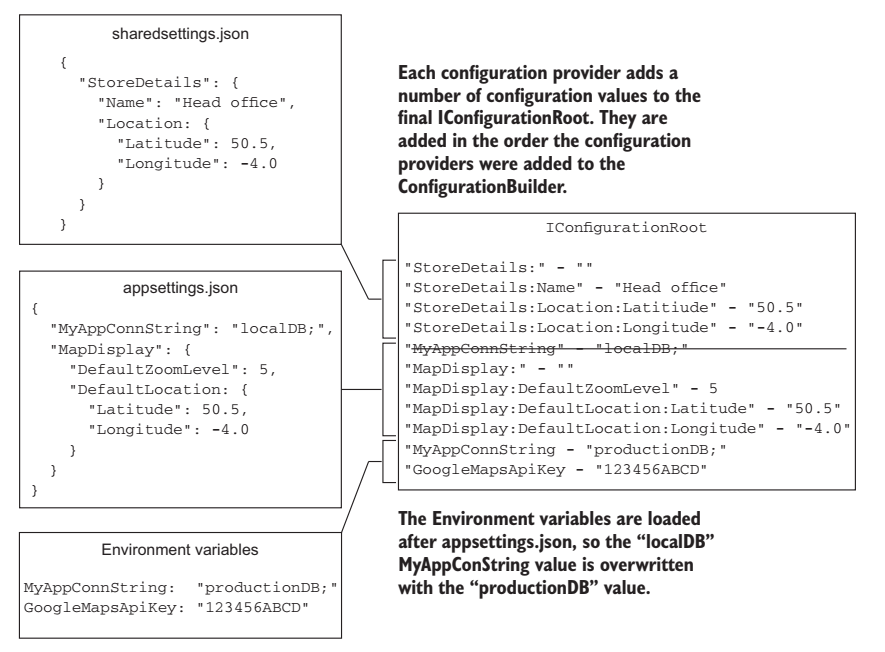 sharedsettings.json
{
"StoreDetails": {
"Name": "Head office",
"Location: {
"Latitude": 50.5,
"Longitude": -4.0
}
}
}
appsettings.json
{
"MyAppConnString": "localDB;",
"MapDisplay": {
"DefaultZoomLevel": 5,
"DefaultLocation: {
"Latitude": 50.5,
"Longitude": -4.0
}
}
}
Environment variables
MyAppConnString: "productionDB;"
GoogleMapsApiKey: "123456ABCD"
Each configuration provider adds a
number of configuration values to the
final IConfigurationRoot. They are
added in the order the configuration
providers were added to the
ConfigurationBuilder.
IConfigurationRoot
"StoreDetails:" - ""
"StoreDetails:Name" - "Head office"
"StoreDetails:Location:Latitiude" - "50.5"
"StoreDetails:Location:Longitude" - "-4.0"
"MyAppConnString" - "localDB;"
"MapDisplay:" - ""
"MapDisplay:DefaultZoomLevel" - 5
"MapDisplay:DefaultLocation:Latitude" - "50.5"
"MapDisplay:DefaultLocation:Longitude" - "-4.0"
"MyAppConnString - "productionDB;"
"GoogleMapsApiKey - "123456ABCD"
The Environment variables are loaded
after appsettings.json, so the “localDB”
MyAppConString value is overwritten
with the “productionDB” value.